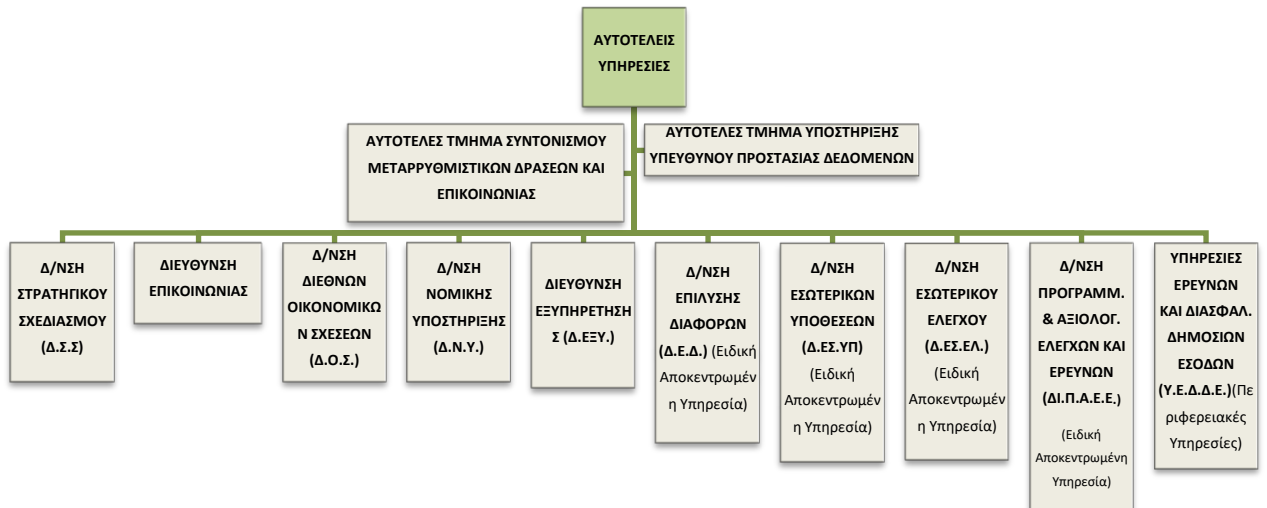 ΑΥΤΟΤΕΛΕΙΣ
ΥΠΗΡΕΣΙΕΣ
ΑΥΤΟΤΕΛΕΣ ΤΜΗΜΑ ΣΥΝΤΟΝΙΣΜΟΥ
ΜΕΤΑΡΡΥΘΜΙΣΤΙΚΩΝ ΔΡΑΣΕΩΝ ΚΑΙ
ΕΠΙΚΟΙΝΩΝΙΑΣ
ΑΥΤΟΤΕΛΕΣ ΤΜΗΜΑ ΥΠΟΣΤΗΡΙΞΗΣ
ΥΠΕΥΘΥΝΟΥ ΠΡΟΣΤΑΣΙΑΣ ΔΕΔΟΜΕΝΩΝ
Δ/ΝΣΗ
ΣΤΡΑΤΗΓΙΚΟΥ
ΣΧΕΔΙΑΣΜΟΥ
(Δ.Σ.Σ)
ΔΙΕΥΘΥΝΣΗ
ΕΠΙΚΟΙΝΩΝΙΑΣ
Δ/ΝΣΗ
ΔΙΕΘΝΩΝ
ΟΙΚΟΝΟΜΙΚΩ
Ν ΣΧΕΣΕΩΝ
(Δ.Ο.Σ.)
Δ/ΝΣΗ
ΝΟΜΙΚΗΣ
ΥΠΟΣΤΗΡΙΞΗΣ
(Δ.Ν.Υ.)
ΔΙΕΥΘΥΝΣΗ
ΕΞΥΠΗΡΕΤΗΣΗ
Σ (Δ.ΕΞΥ.)
Δ/ΝΣΗ
ΕΠΙΛΥΣΗΣ
ΔΙΑΦΟΡΩΝ
(Δ.Ε.Δ.) (Ειδική
Αποκεντρωμέν
η Υπηρεσία)
Δ/ΝΣΗ
ΕΣΩΤΕΡΙΚΩΝ
ΥΠΟΘΕΣΕΩΝ
(Δ.ΕΣ.ΥΠ)
(Ειδική
Αποκεντρωμέν
η Υπηρεσία)
Δ/ΝΣΗ
ΕΣΩΤΕΡΙΚΟΥ
ΕΛΕΓΧΟΥ
(Δ.ΕΣ.ΕΛ.)
(Ειδική
Αποκεντρωμέν
η Υπηρεσία)
Δ/ΝΣΗ
ΠΡΟΓΡΑΜΜ.
& ΑΞΙΟΛΟΓ.
ΕΛΕΓΧΩΝ ΚΑΙ
ΕΡΕΥΝΩΝ
(ΔΙ.Π.Α.Ε.Ε.)
(Ειδική
Αποκεντρωμένη
Υπηρεσία)
ΥΠΗΡΕΣΙΕΣ
ΕΡΕΥΝΩΝ
ΚΑΙ ΔΙΑΣΦΑΛ.
ΔΗΜΟΣΙΩΝ
ΕΣΟΔΩΝ
(Υ.Ε.Δ.Δ.Ε.)(Πε
ριφερειακές
Υπηρεσίες)